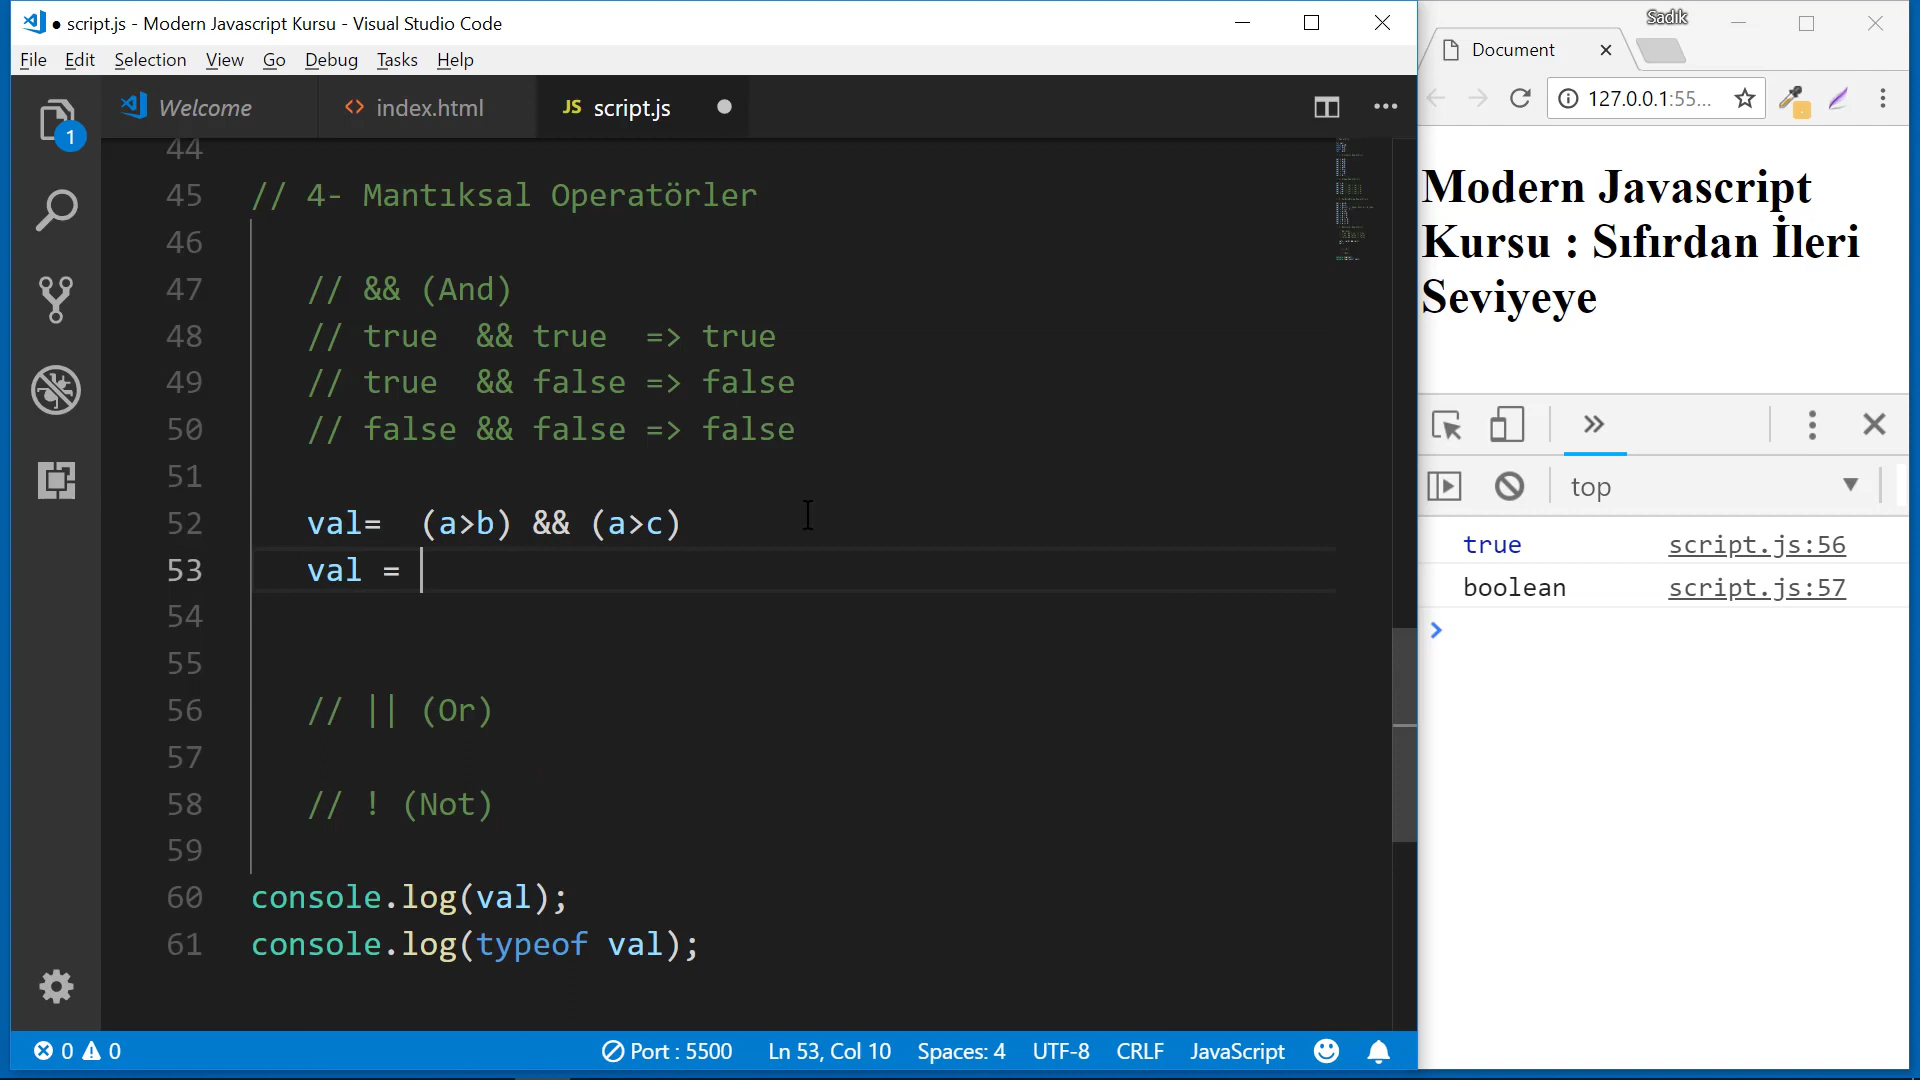 script.js - Modern Javascript Kursu - Visual Studio Code
File Edit Selection View Go Debug Tasks Help
Welcome
index.html
JS script.js
1
44
45 // 4- Mantıksal Operatörler
46
47 // && (And)
48 // true && true => true
49 // true && false => false
50 // false && false => false
51
52 val= (a>b) && (a>c)
53 val =
54
55
56 // || (Or)
57
58 // ! (Not)
59
60 console.log(val);
61 console.log(typeof val);
0 0 Port : 5500 Ln 53, Col 10 Spaces: 4 UTF-8 CRLF JavaScript
Sadik
Document
127.0.0.1:55...
Modern Javascript
Kursu : Sıfırdan İleri
Seviyeye
top
true script.js:56
boolean script.js:57